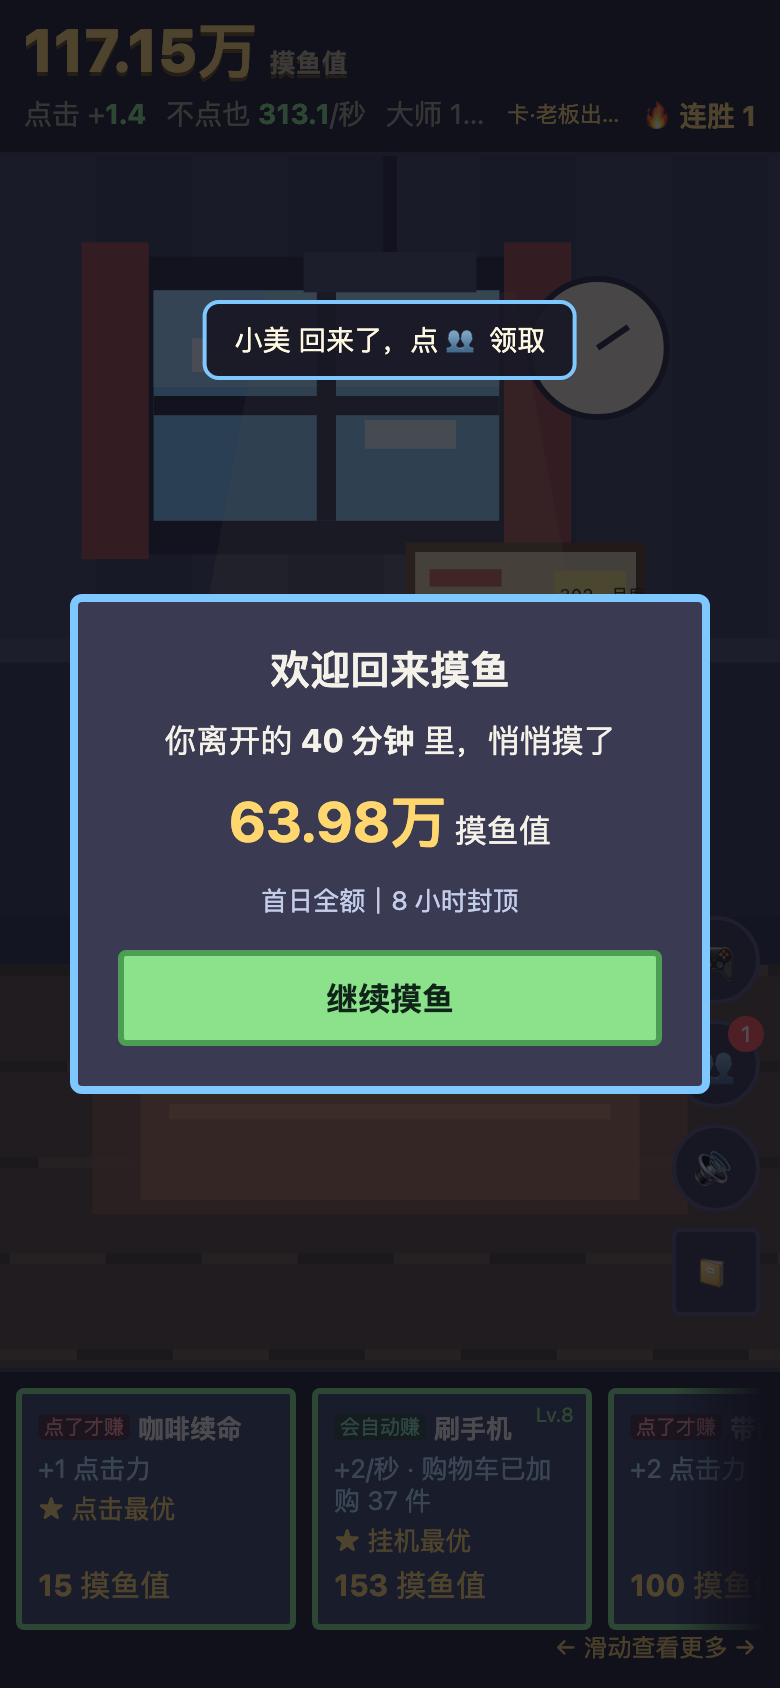 117.15万 摸鱼值
点击 +1.4 不点也 313.1/秒 大师 1... 卡·老板出... 连胜 1
小美 回来了，点 领取
欢迎回来摸鱼
你离开的 40 分钟 里，悄悄摸了
63.98万 摸鱼值
首日全额 | 8 小时封顶
继续摸鱼
1
点了才赚 咖啡续命
+1 点击力
★ 点击最优
15 摸鱼值
会自动赚 刷手机 Lv.8
+2/秒 · 购物车已加
购 37 件
★ 挂机最优
153 摸鱼值
点了才赚 带
+2 点击力
100 摸鱼
← 滑动查看更多 →